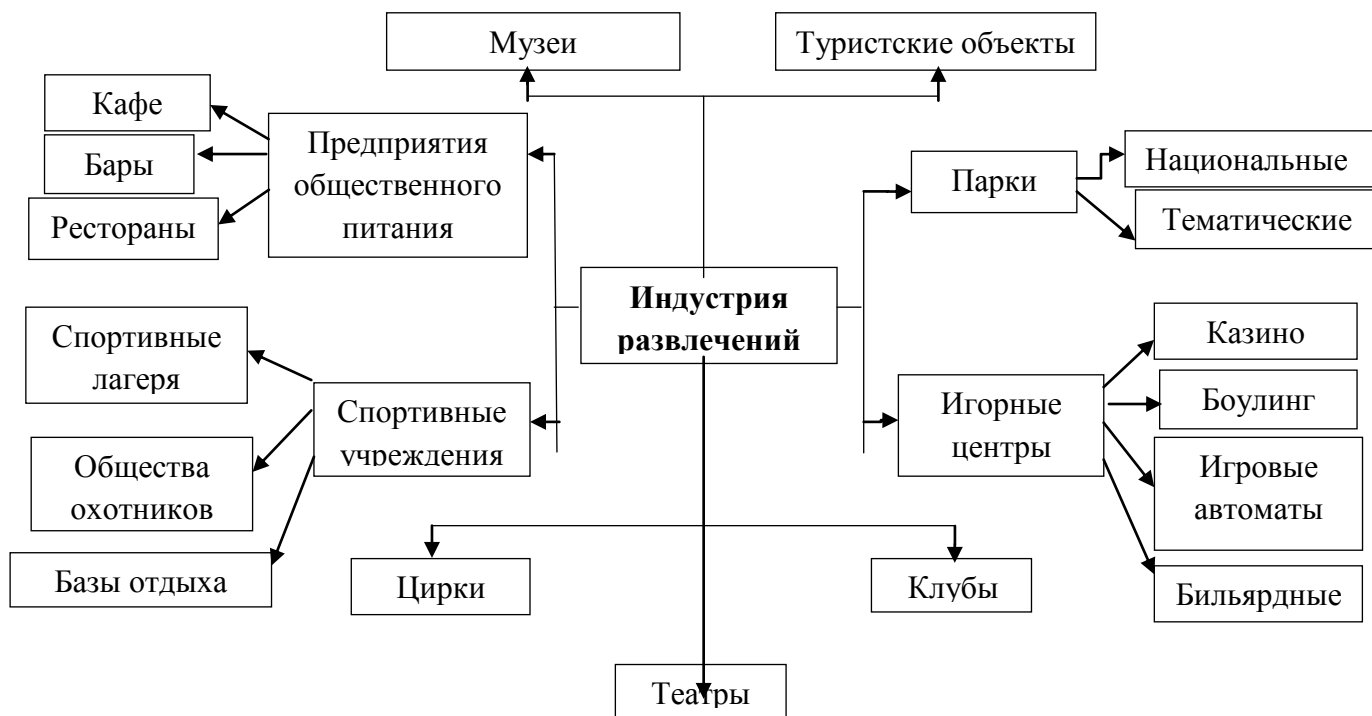 Музеи
Туристские объекты
Кафе
Бары
Рестораны
Предприятия
общественного
питания
Парки
Национальные
Тематические
Индустрия
развлечений
Спортивные
лагеря
Общества
охотников
Базы отдыха
Спортивные
учреждения
Игорные
центры
Казино
Боулинг
Игровые
автоматы
Бильярдные
Цирки
Клубы
Театры